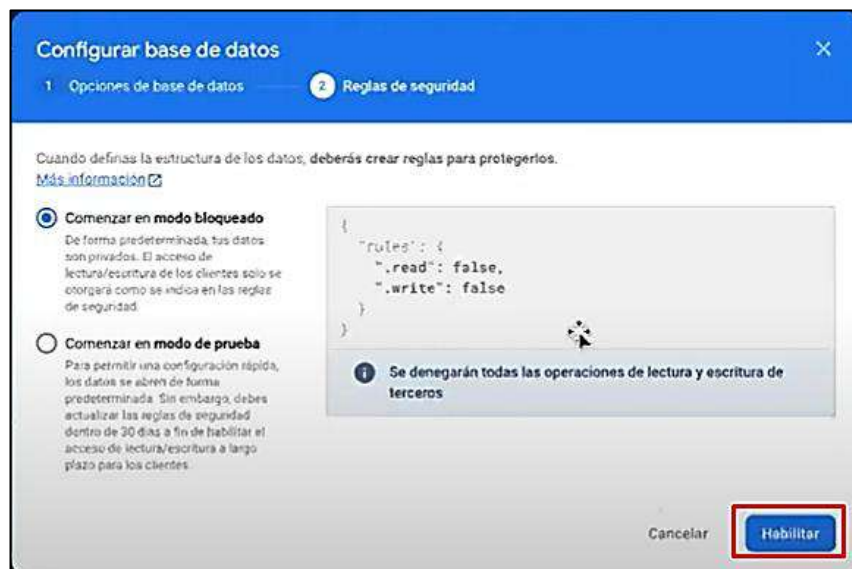 Configurar base de datos
1 Opciones de base de datos
2 Reglas de seguridad
Cuando definas la estructura de los datos, deberás crear reglas para protegerlos.
Más información
Comenzar en modo bloqueado
De forma predeterminada, tus datos
son privados. El acceso de
lectura/escritura de los clientes solo se
otorgará como se indica en las reglas
de seguridad.
Comenzar en modo de prueba
Para permitir una configuración rápida,
los datos se abren de forma
predeterminada. Sin embargo, debes
actualizar las reglas de seguridad
dentro de 30 días a fin de habilitar el
acceso de lectura/escritura a largo
plazo para los clientes.
{
"rules": {
".read": false,
".write": false
}
}
Se denegarán todas las operaciones de lectura y escritura de
terceros
Cancelar
Habilitar